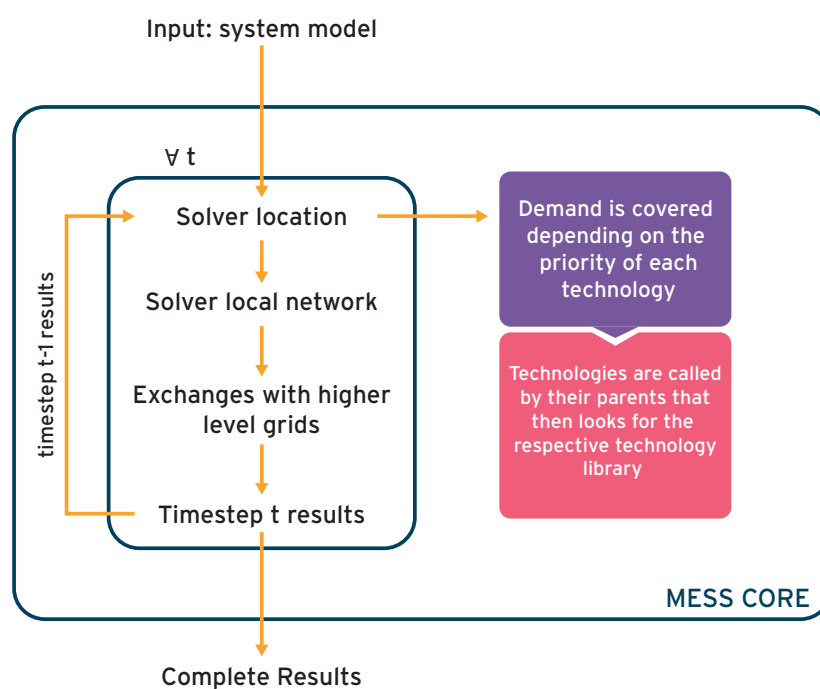 Input: system model
∀ t
Solver location
Solver local network
Exchanges with higher
level grids
Timestep t results
timestep t-1 results
Demand is covered
depending on the
priority of each
technology
Technologies are called
by their parents that
then looks for the
respective technology
library
MESS CORE
Complete Results